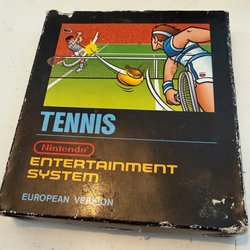 TENNIS
Nintendo
ENTERTAINMENT
SYSTEM
EUROPEAN VERSION